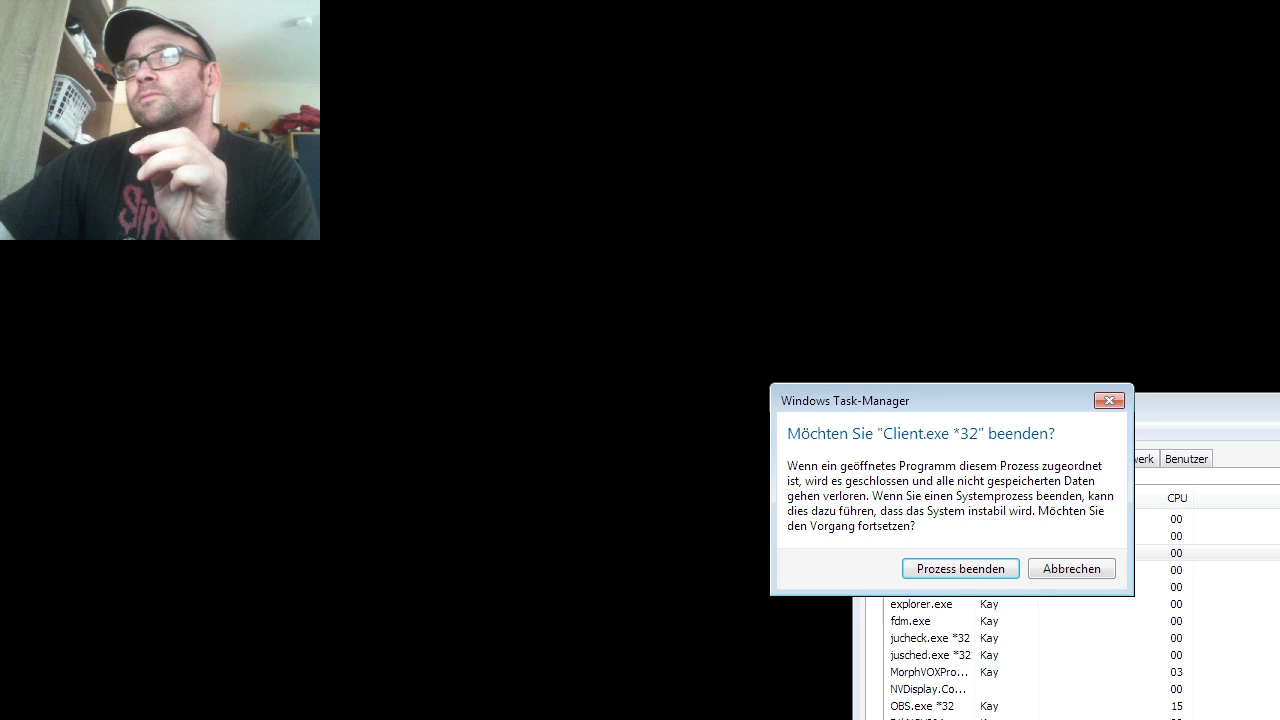 Windows Task-Manager
Möchten Sie "Client.exe *32" beenden?
Wenn ein geöffnetes Programm diesem Prozess zugeordnet
ist, wird es geschlossen und alle nicht gespeicherten Daten
gehen verloren. Wenn Sie einen Systemprozess beenden, kann
dies dazu führen, dass das System instabil wird. Möchten Sie
den Vorgang fortsetzen?
Prozess beenden Abbrechen
werk Benutzer
CPU
00
00
00
00
00
explorer.exe Kay 00
fdm.exe Kay 00
jucheck.exe *32 Kay 00
jusched.exe *32 Kay 00
MorphVOXPro... Kay 03
NVDisplay.Co... 00
OBS.exe *32 Kay 15